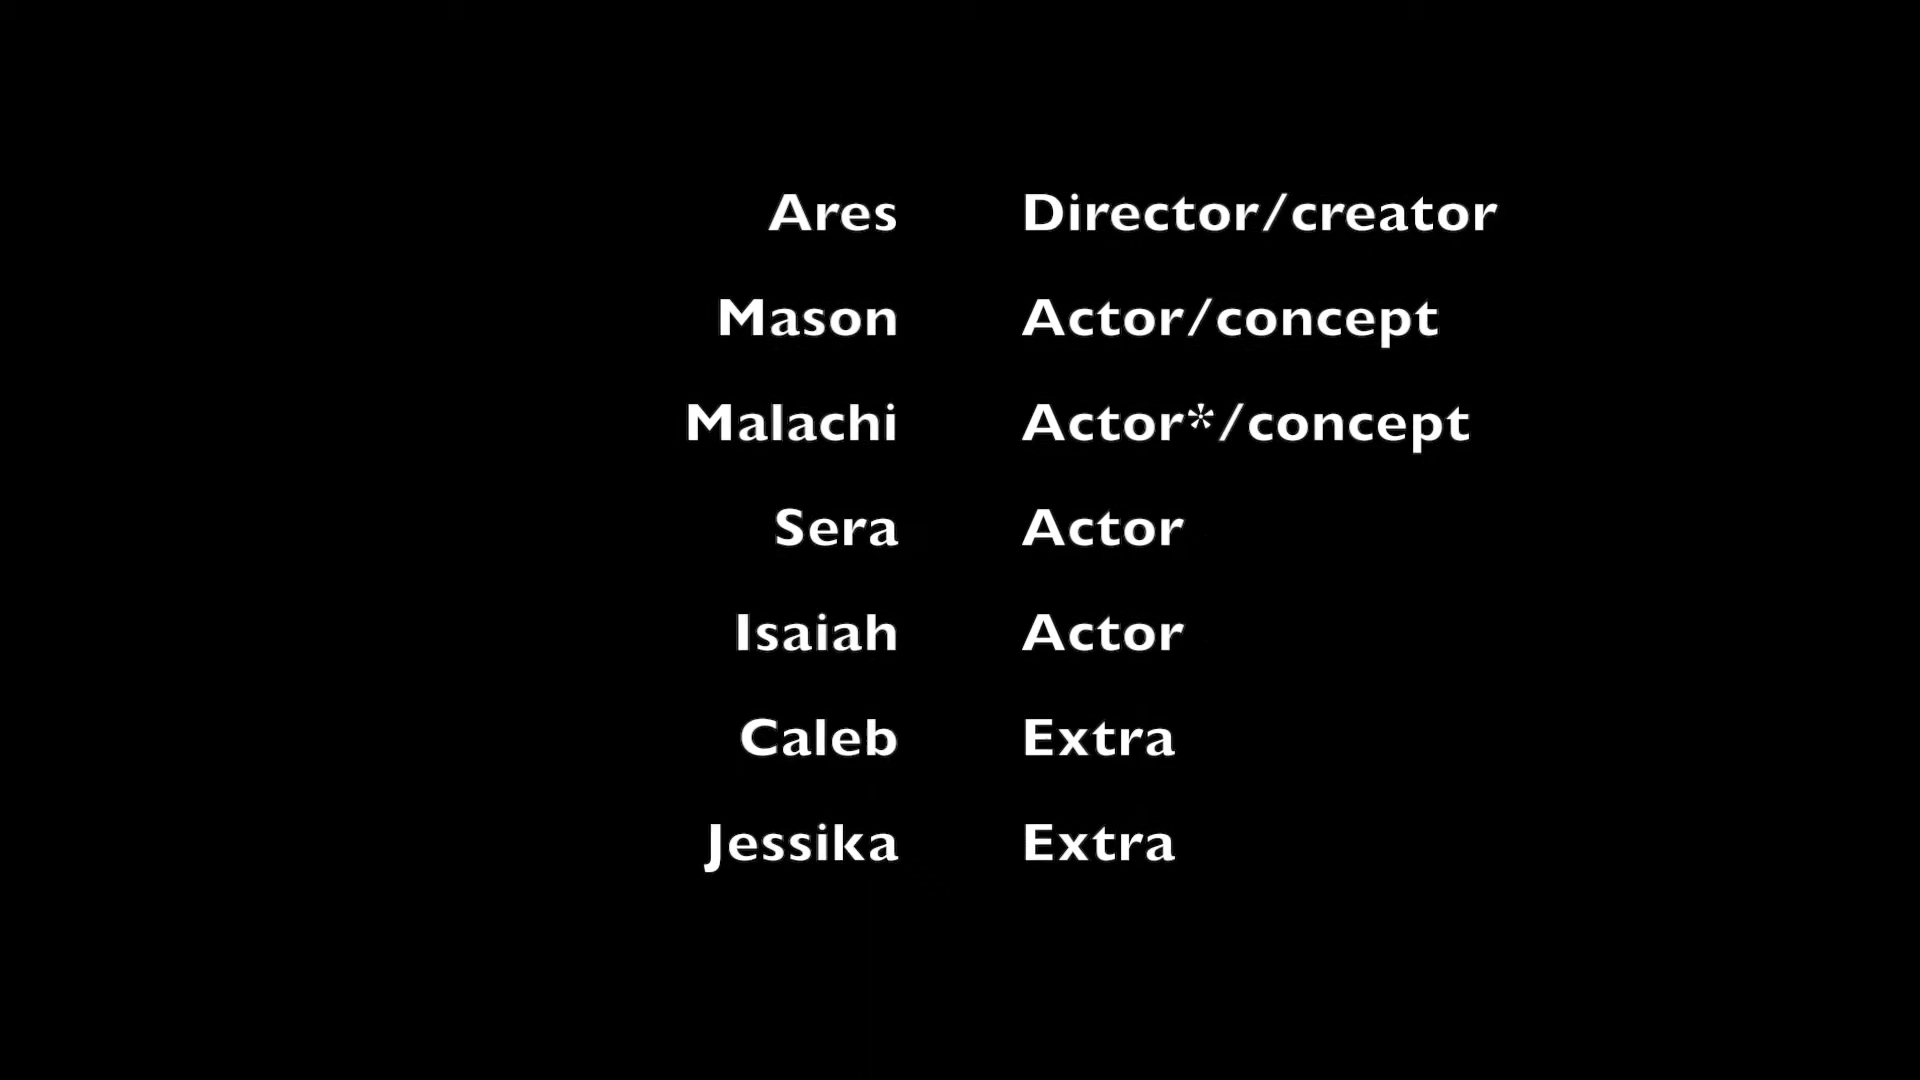 Ares Director/creator
Mason Actor/concept
Malachi Actor*/concept
Sera Actor
Isaiah Actor
Caleb Extra
Jessika Extra